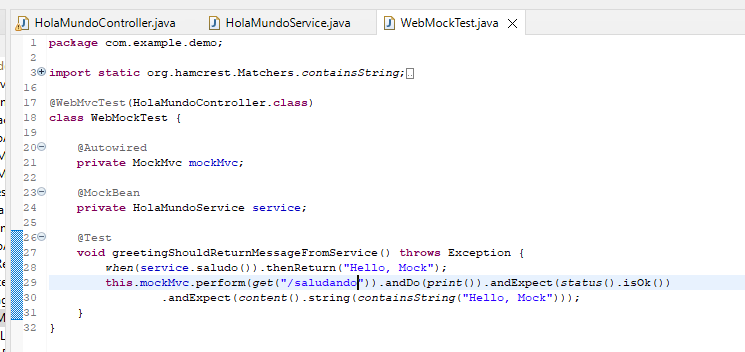 HolaMundoController.java HolaMundoService.java WebMockTest.java
1 package com.example.demo;
2
3 import static org.hamcrest.Matchers.containsString;
16
17 @WebMvcTest(HolaMundoController.class)
18 class WebMockTest {
19
20 @Autowired
21 private MockMvc mockMvc;
22
23 @MockBean
24 private HolaMundoService service;
25
26 @Test
27 void greetingShouldReturnMessageFromService() throws Exception {
28 when(service.saludo()).thenReturn("Hello, Mock");
29 this.mockMvc.perform(get("/saludando")).andDo(print()).andExpect(status().isOk())
30 .andExpect(content().string(containsString("Hello, Mock")));
31 }
32 }